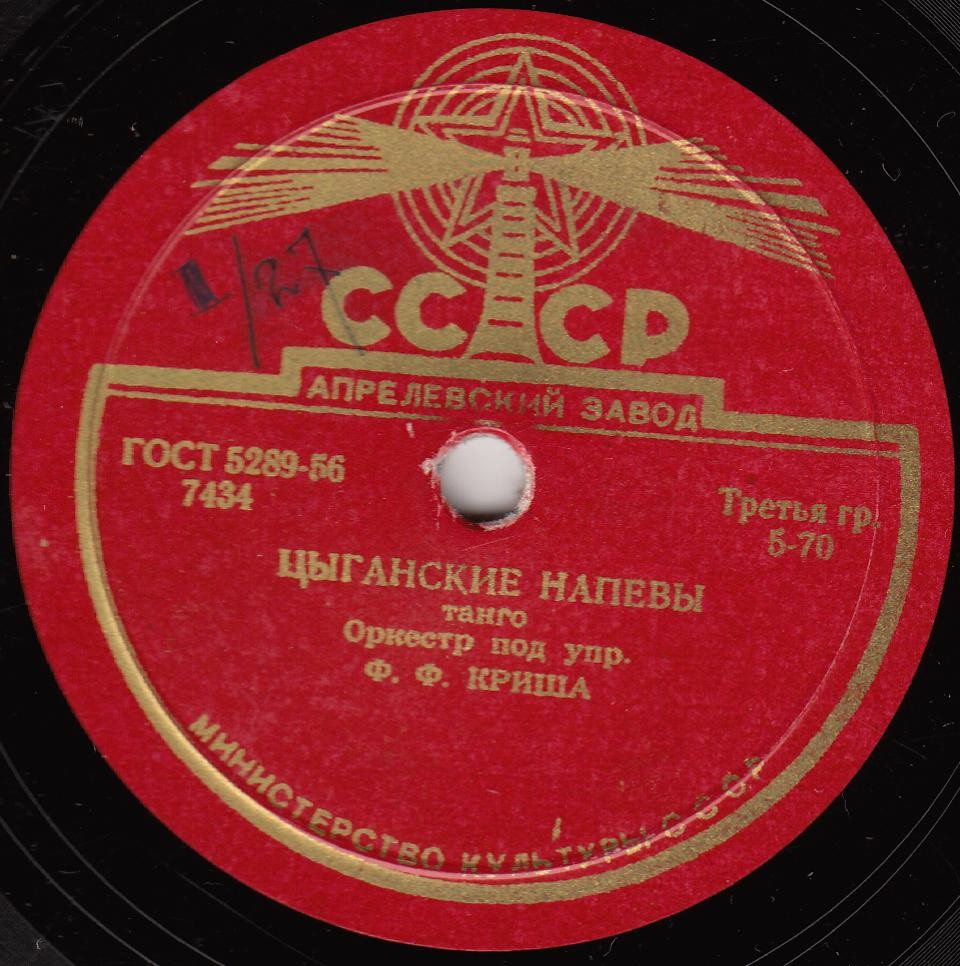 1/27
СССР
АПРЕЛЕВСКИЙ ЗАВОД
ГОСТ 5289-56
7434
Третья гр.
5-70
ЦЫГАНСКИЕ НАПЕВЫ
танго
Оркестр под упр.
Ф. Ф. КРИША
МИНИСТЕРСТВО КУЛЬТУРЫ СССР